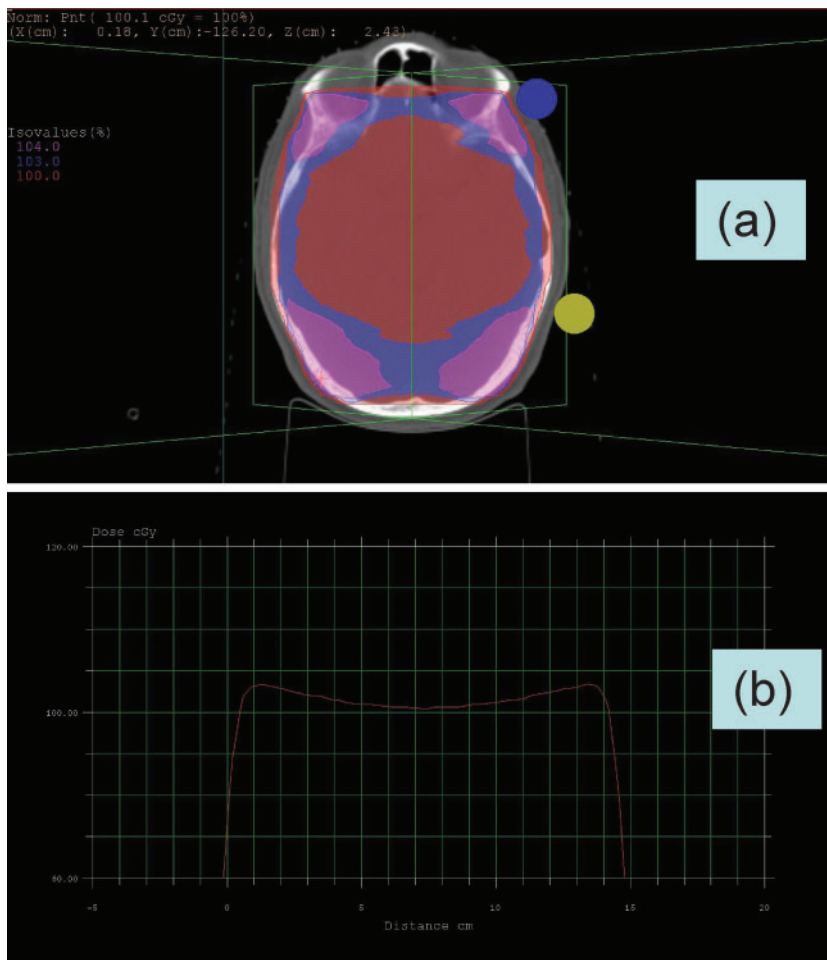 Norm: Pnt( 100.1 cGy = 100%)
(X(cm): 0.18, Y(cm):-126.20, Z(cm): 2.43)
Isovalues(%)
104.0
103.0
100.0
(a)
Dose cGy
120.00
100.00
80.00
(b)
-5 0 5 10 15 20
Distance cm